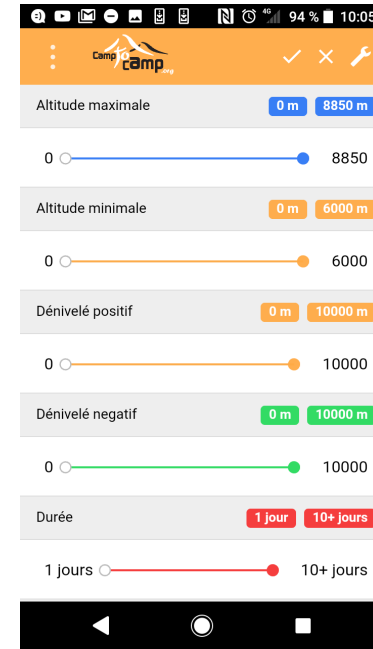 4G 94 % 10:05
Camp to camp.org
Altitude maximale 0 m 8850 m
0 8850
Altitude minimale 0 m 6000 m
0 6000
Dénivelé positif 0 m 10000 m
0 10000
Dénivelé negatif 0 m 10000 m
0 10000
Durée 1 jour 10+ jours
1 jours 10+ jours